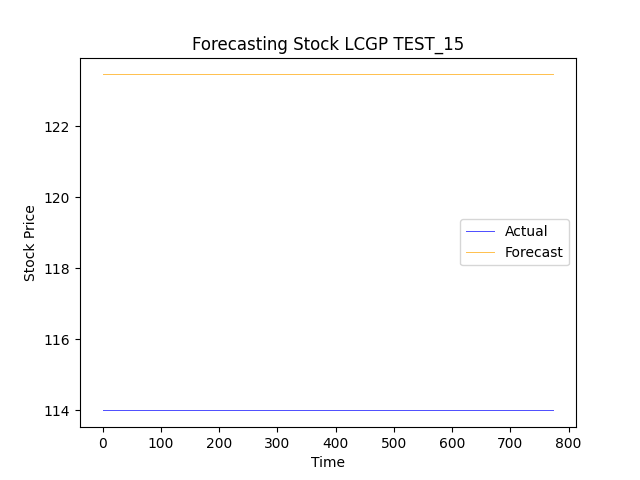 Forecasting Stock LCGP TEST_15
Stock Price
122
120
118
116
114
Actual
Forecast
0 100 200 300 400 500 600 700 800
Time